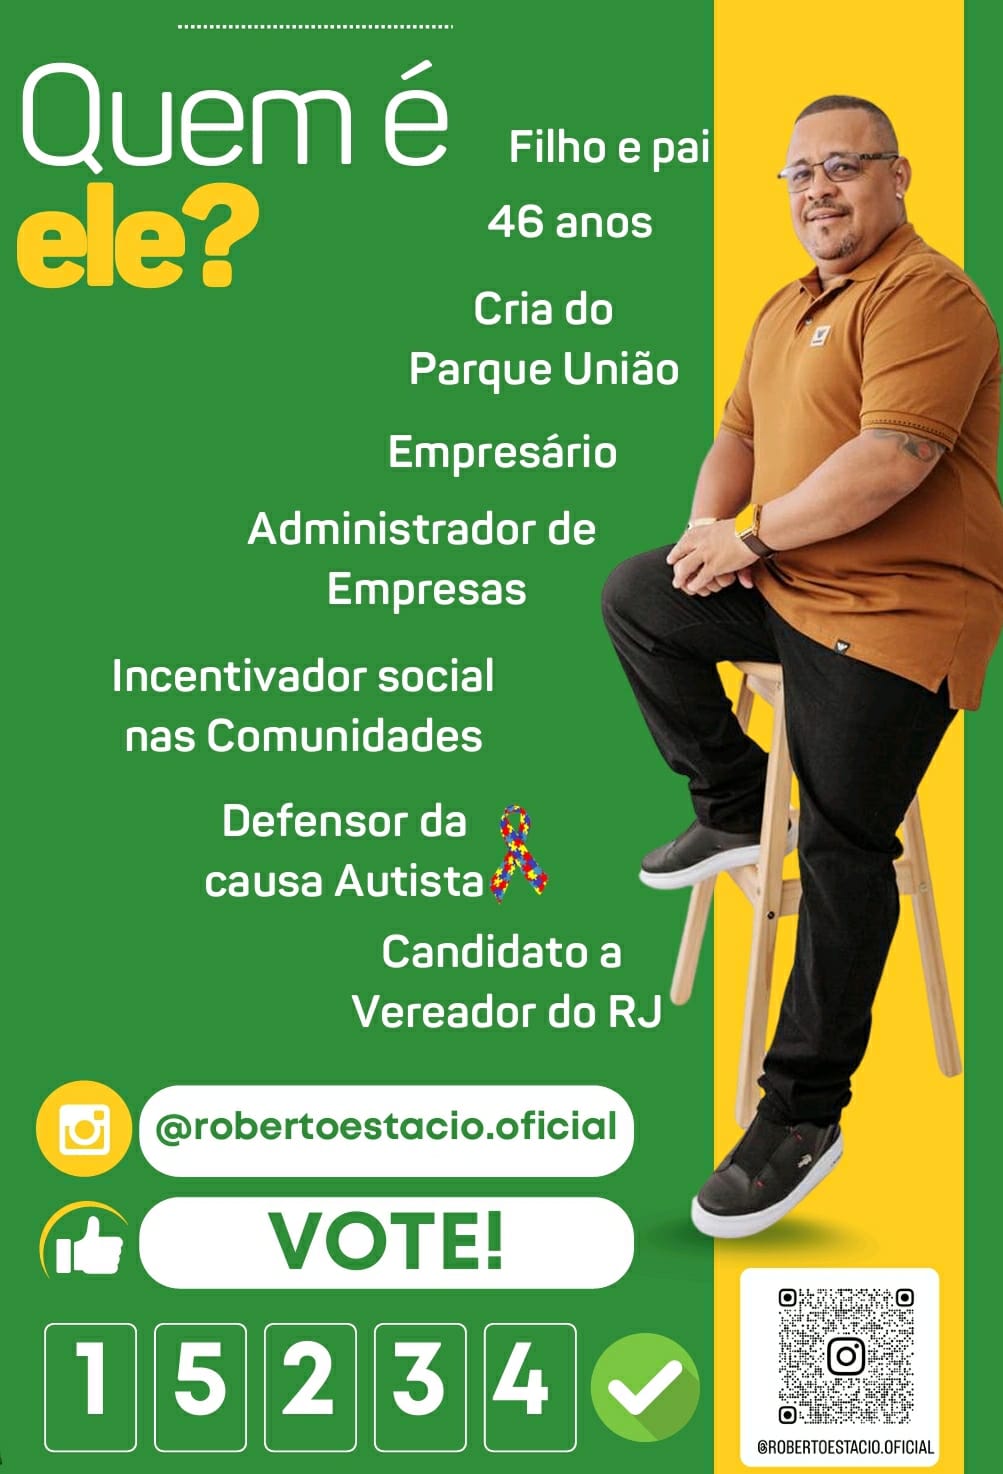 Quem é
ele?
Filho e pai
46 anos
Cria do
Parque União
Empresário
Administrador de
Empresas
Incentivador social
nas Comunidades
Defensor da
causa Autista
Candidato a
Vereador do RJ
@robertoestacio.oficial
VOTE!
1 5 2 3 4
@ROBERTOESTACIO.OFICIAL